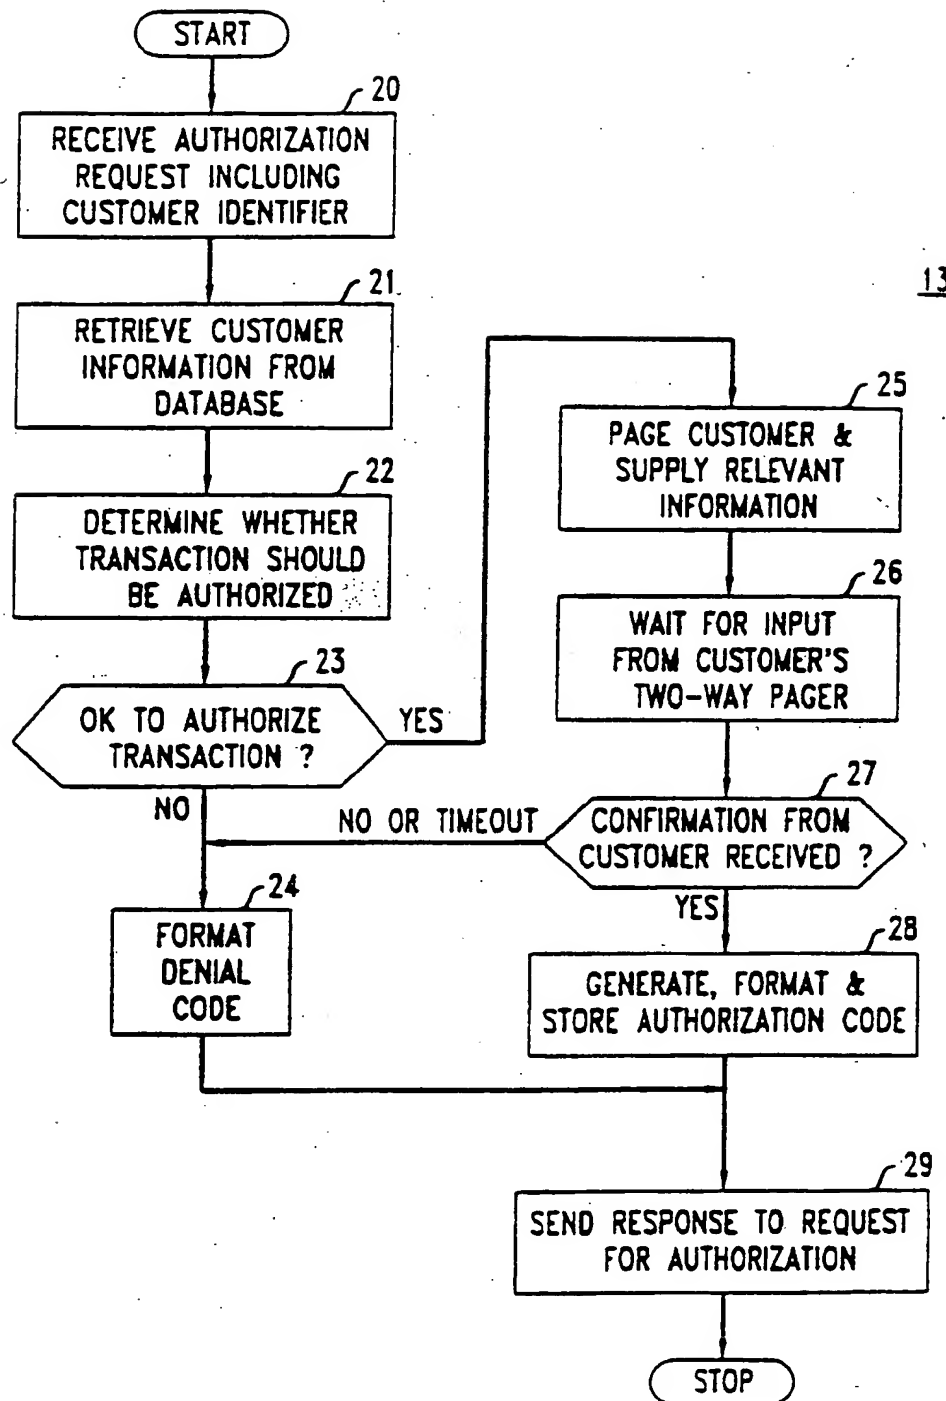 START
20
RECEIVE AUTHORIZATION
REQUEST INCLUDING
CUSTOMER IDENTIFIER
21
RETRIEVE CUSTOMER
INFORMATION FROM
DATABASE
22
DETERMINE WHETHER
TRANSACTION SHOULD
BE AUTHORIZED
23
OK TO AUTHORIZE
TRANSACTION ?
YES
NO
24
FORMAT
DENIAL
CODE
13
25
PAGE CUSTOMER &
SUPPLY RELEVANT
INFORMATION
26
WAIT FOR INPUT
FROM CUSTOMER'S
TWO-WAY PAGER
27
CONFIRMATION FROM
CUSTOMER RECEIVED ?
NO OR TIMEOUT
YES
28
GENERATE, FORMAT &
STORE AUTHORIZATION CODE
29
SEND RESPONSE TO REQUEST
FOR AUTHORIZATION
STOP